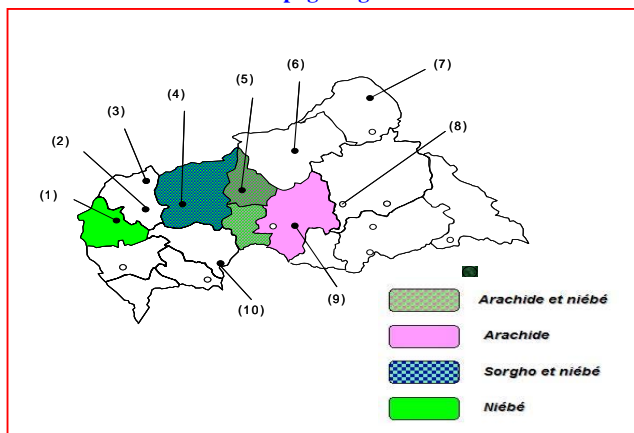 (7)
(6)
(5)
(4)
(3)
(8)
(2)
(1)
(9)
(10)
Arachide et niébé
Arachide
Sorgho et niébé
Niébé